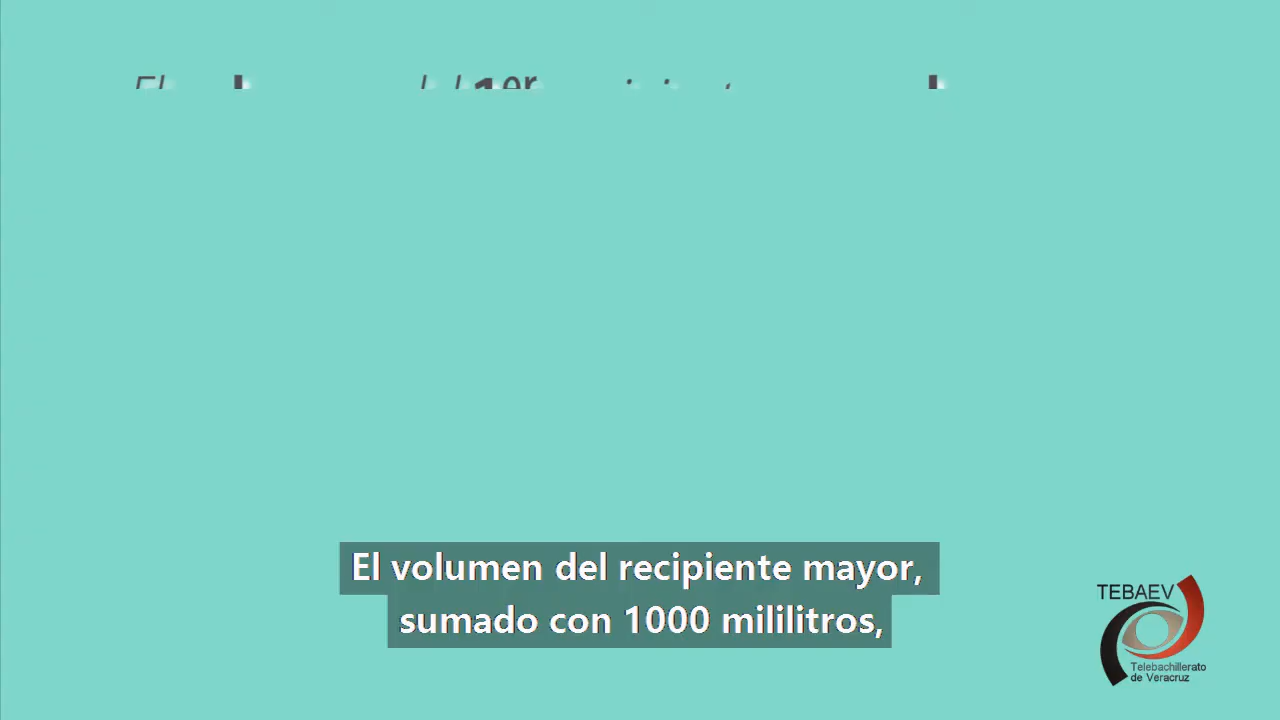 El volumen del recipiente mayor,
sumado con 1000 mililitros,
TEBAEV
Telebachillerato
de Veracruz